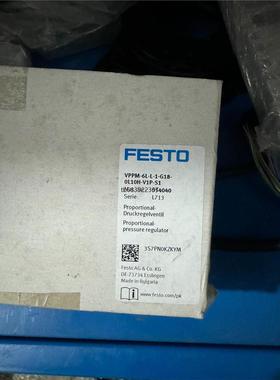 FESTO
VPPM-6L-L-1-G18-
0L10H-V1P-S1
Serie: L713
Proportional-
Druckregelventil
Proportional-
pressure regulator
3S7PN0KZKYM
Festo AG & Co. KG
DE-73734 Esslingen
Made in Bulgaria
www.festo.com/pk